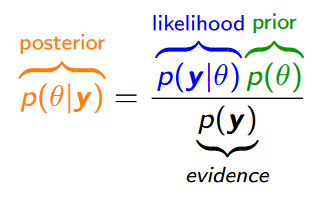 likelihood prior
posterior
p(y|θ) p(θ)
p(θ|y) =
p(y)
evidence